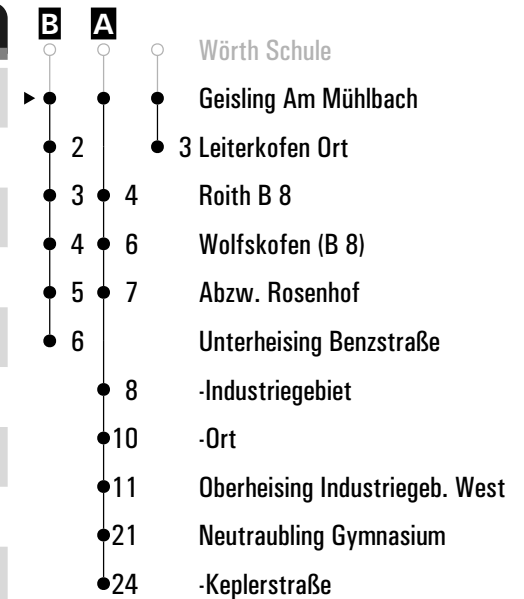 B A
Wörth Schule
Geisling Am Mühlbach
2 3 Leiterkofen Ort
3 4 Roith B 8
4 6 Wolfskofen (B 8)
5 7 Abzw. Rosenhof
6 Unterheising Benzstraße
8 -Industriegebiet
10 -Ort
11 Oberheising Industriegeb. West
21 Neutraubling Gymnasium
24 -Keplerstraße